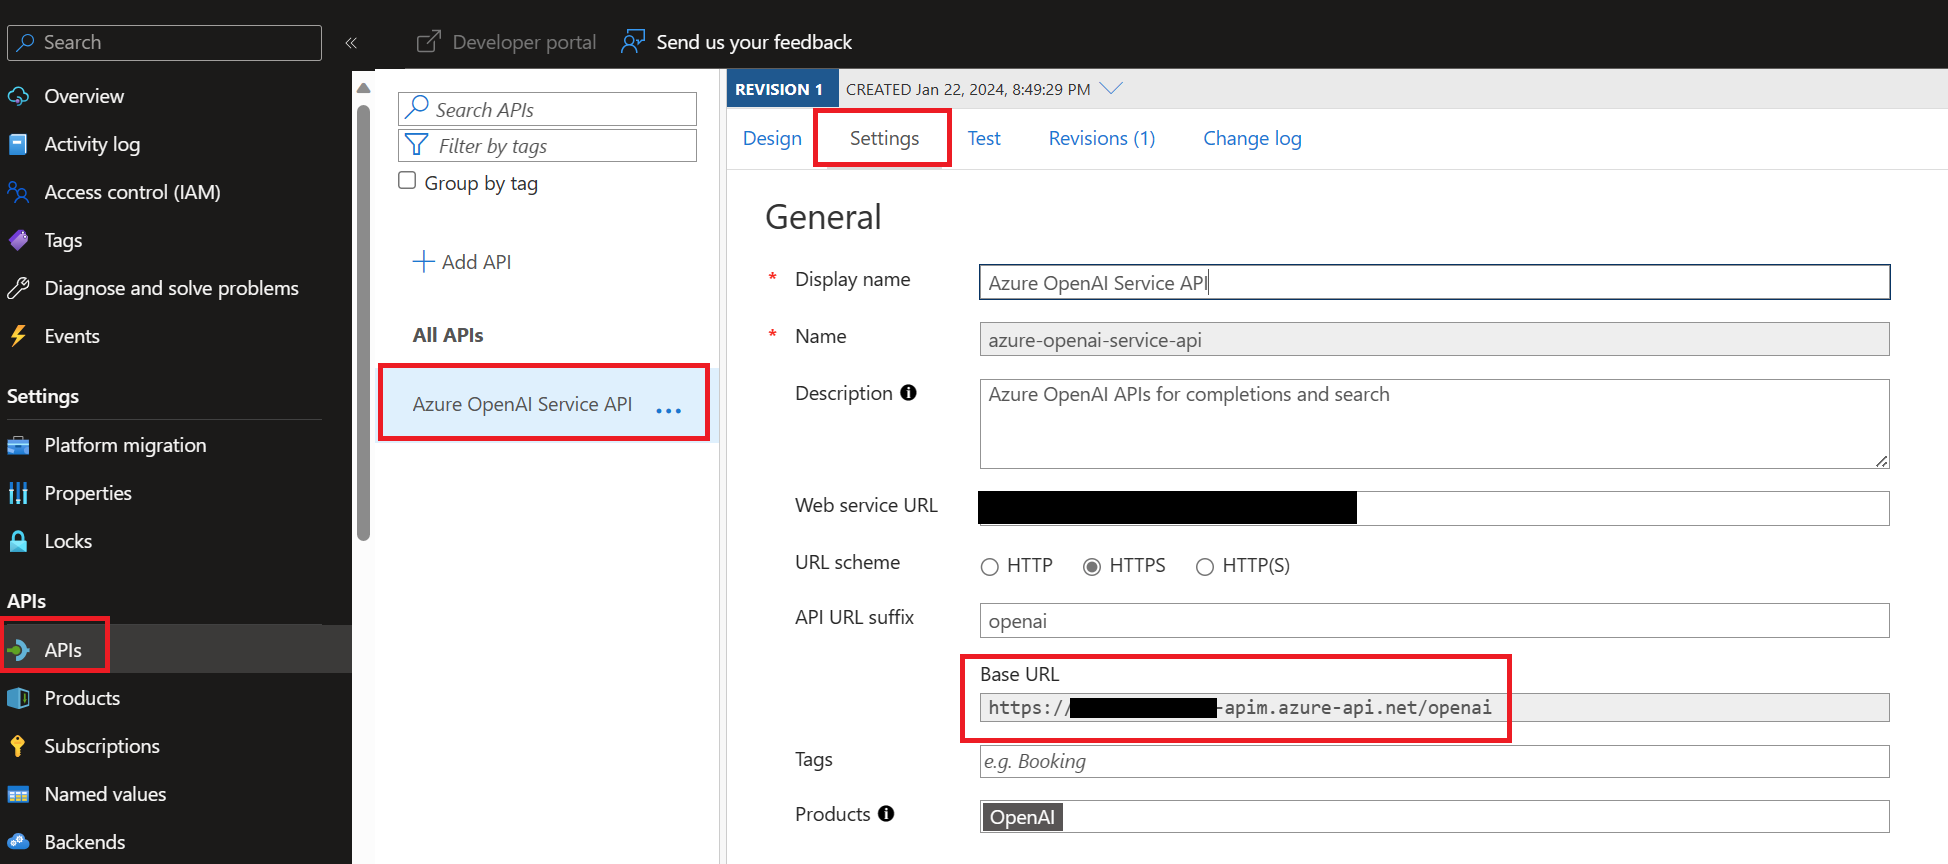 Search
«
Developer portal
Send us your feedback
Overview
Activity log
Access control (IAM)
Tags
Diagnose and solve problems
Events
Settings
Platform migration
Properties
Locks
APIs
APIs
Products
Subscriptions
Named values
Backends
Search APIs
Filter by tags
Group by tag
Add API
All APIs
Azure OpenAI Service API ...
REVISION 1 CREATED Jan 22, 2024, 8:49:29 PM
Design Settings Test Revisions (1) Change log
General
* Display name Azure OpenAI Service API
* Name azure-openai-service-api
Description Azure OpenAI APIs for completions and search
Web service URL
URL scheme HTTP HTTPS HTTP(S)
API URL suffix openai
Base URL
https:// -apim.azure-api.net/openai
Tags e.g. Booking
Products OpenAI